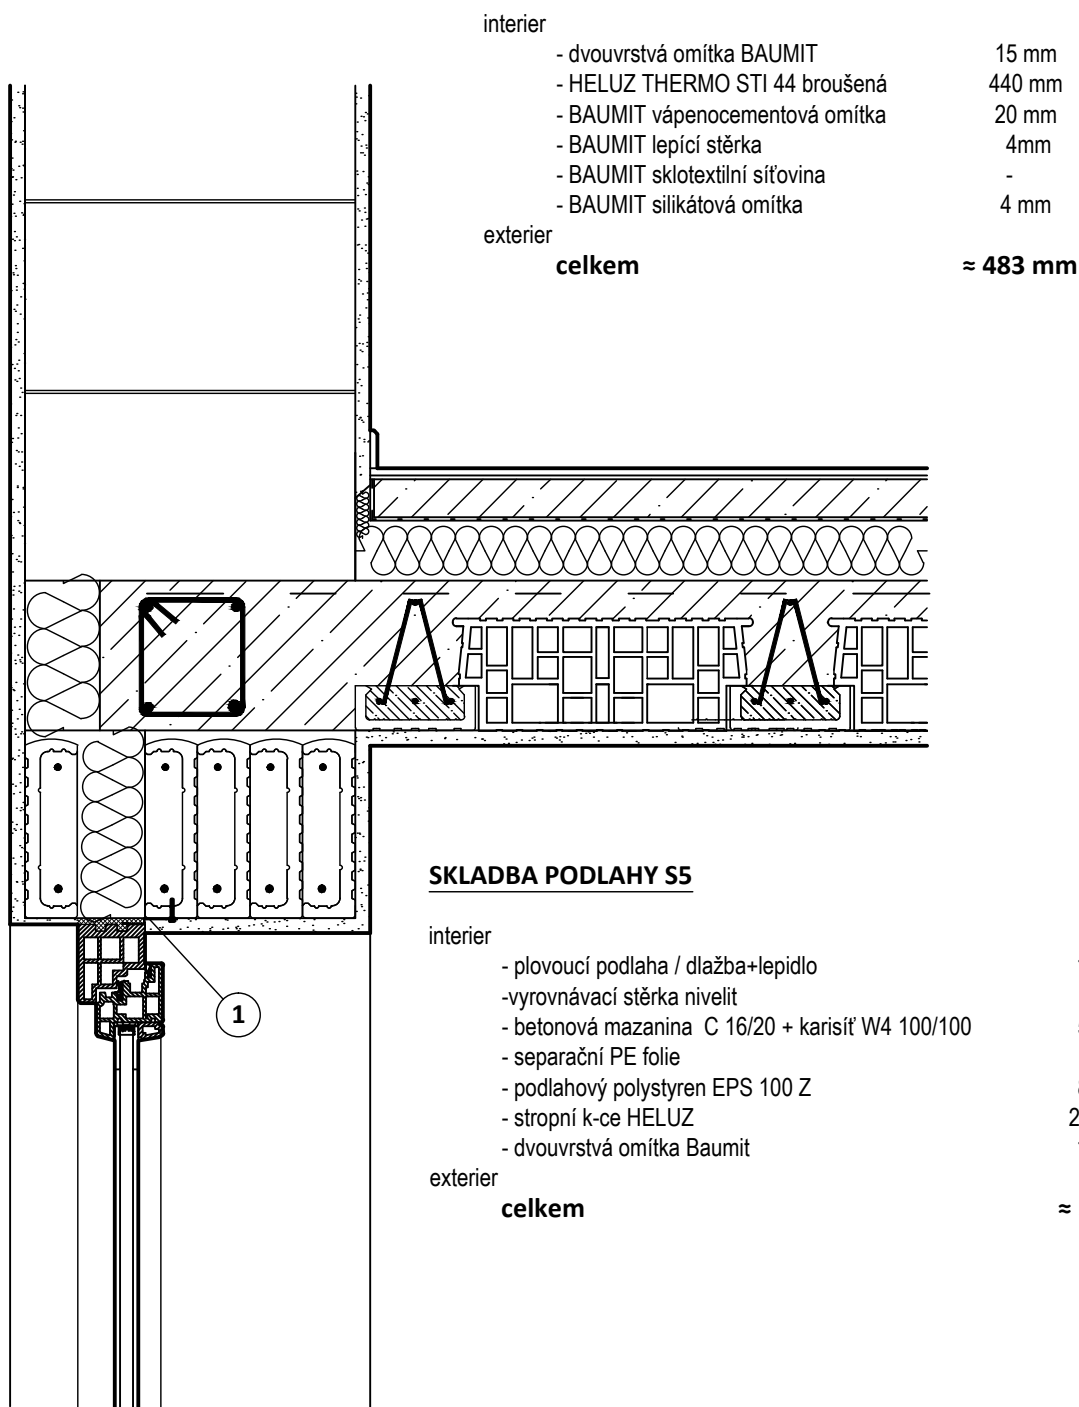 interier
- dvouvrstvá omítka BAUMIT 15 mm
- HELUZ THERMO STI 44 broušená 440 mm
- BAUMIT vápenocementová omítka 20 mm
- BAUMIT lepící stěrka 4mm
- BAUMIT sklotextilní síťovina -
- BAUMIT silikátová omítka 4 mm
exterier
celkem ≈ 483 mm
SKLADBA PODLAHY S5
interier
- plovoucí podlaha / dlažba+lepidlo
-vyrovnávací stěrka nivelit
- betonová mazanina C 16/20 + karisíť W4 100/100
- separační PE folie
- podlahový polystyren EPS 100 Z
- stropní k-ce HELUZ 2
- dvouvrstvá omítka Baumit
exterier
celkem ≈
1